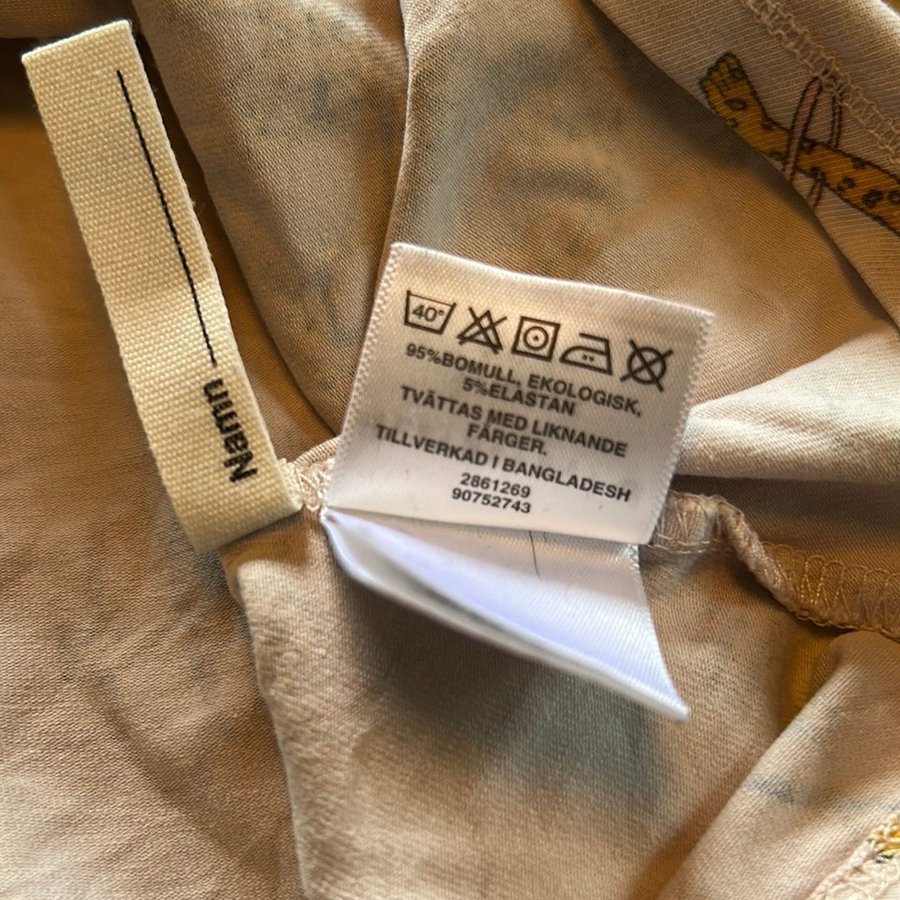 Namn
40°
95%BOMULL, EKOLOGISK,
5%ELASTAN
TVÄTTAS MED LIKNANDE
FÄRGER.
TILLVERKAD I BANGLADESH
2861269
90752743